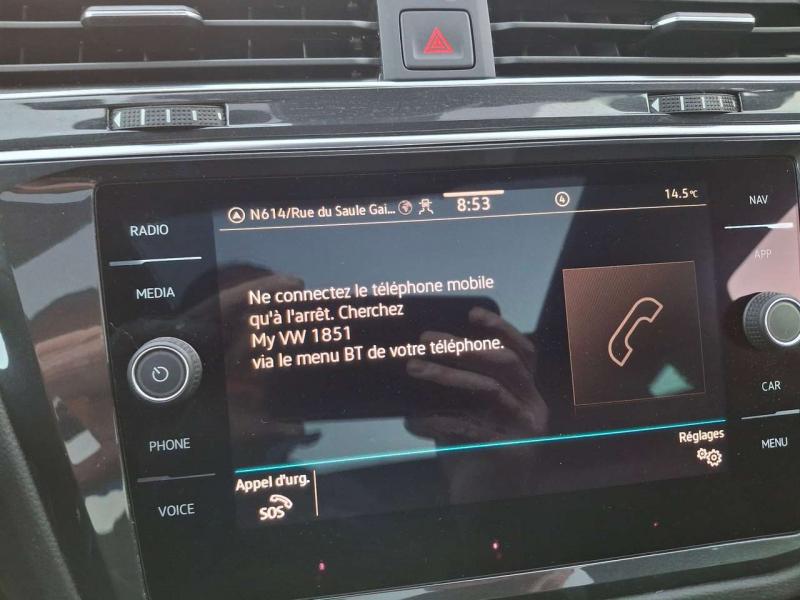 N614/Rue du Saule Gai... 8:53 4 14.5°C
NAV
RADIO
APP
MEDIA
Ne connectez le téléphone mobile
qu'à l'arrêt. Cherchez
My VW 1851
via le menu BT de votre téléphone.
CAR
PHONE
Réglages
MENU
Appel d'urg.
SOS
VOICE